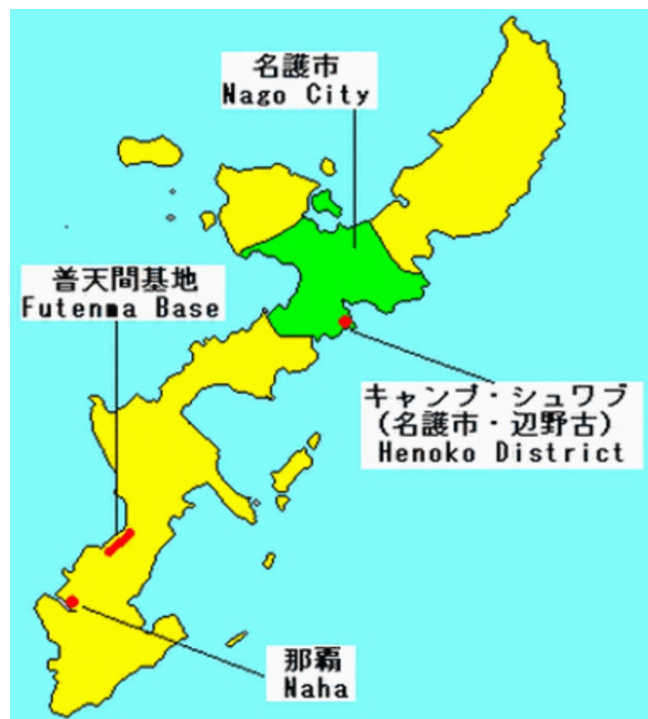 名護市
Nago City
普天間基地
Futenma Base
キャンプ・シュワブ
(名護市・辺野古)
Henoko District
那覇
Naha